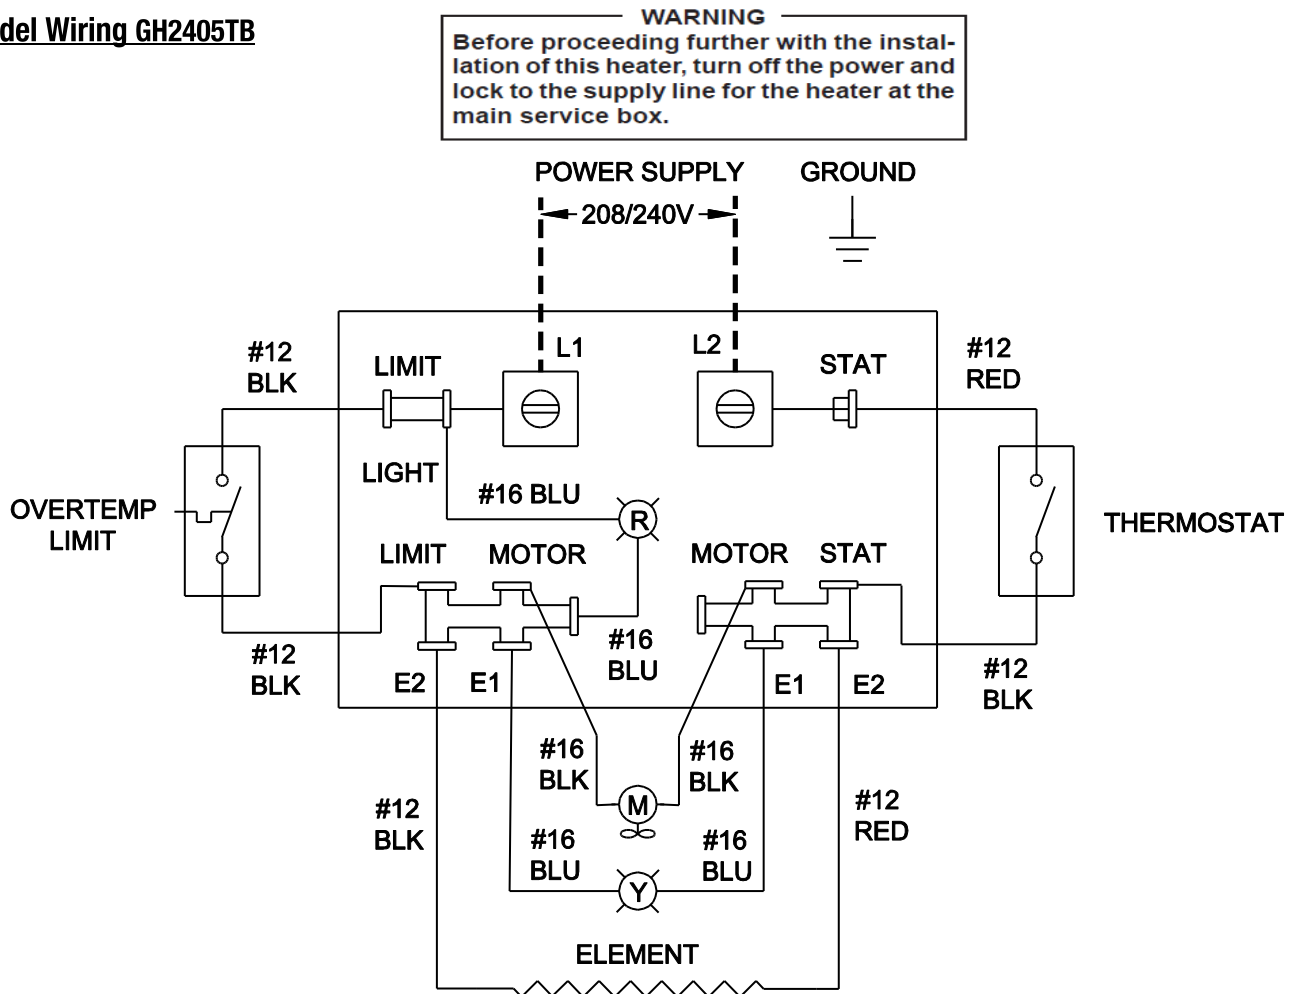 del Wiring GH2405TB
WARNING
Before proceeding further with the instal-
lation of this heater, turn off the power and
lock to the supply line for the heater at the
main service box.
POWER SUPPLY
GROUND
208/240V
L1
L2
#12
BLK
LIMIT
STAT
#12
RED
LIGHT
#16 BLU
R
OVERTEMP
LIMIT
THERMOSTAT
LIMIT
MOTOR
MOTOR
STAT
#16
BLU
#12
BLK
E2
E1
E1
E2
#12
BLK
#16
BLK
#16
BLK
M
#12
BLK
#12
RED
#16
BLU
#16
BLU
Y
ELEMENT